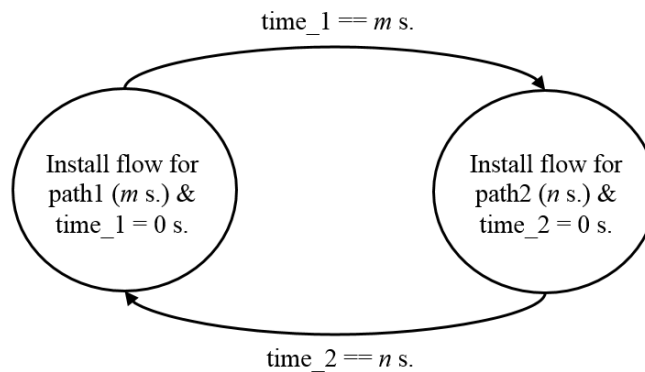 time_1 == m s.
Install flow for
path1 (m s.) &
time_1 = 0 s.
Install flow for
path2 (n s.) &
time_2 = 0 s.
time_2 == n s.